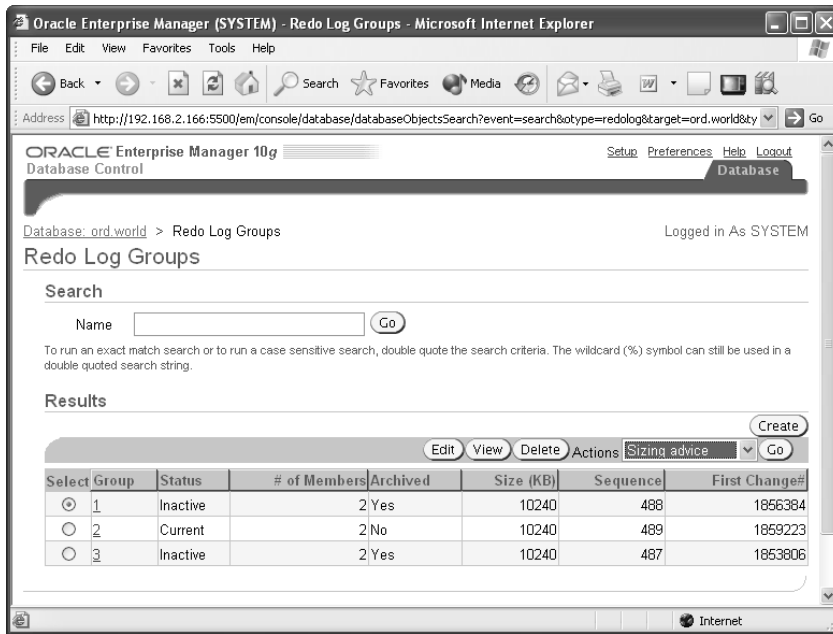 Oracle Enterprise Manager (SYSTEM) - Redo Log Groups - Microsoft Internet Explorer
File Edit View Favorites Tools Help
Back Search Favorites Media
Address http://192.168.2.166:5500/em/console/database/databaseObjectsSearch?event=search&otype=redolog&target=ord.world&ty Go
ORACLE Enterprise Manager 10g
Database Control
Setup Preferences Help Logout
Database
Database: ord.world > Redo Log Groups
Logged in As SYSTEM
Redo Log Groups
Search
Name Go
To run an exact match search or to run a case sensitive search, double quote the search criteria. The wildcard (%) symbol can still be used in a
double quoted search string.
Results
Create
Edit View Delete Actions Sizing advice Go
Select Group Status # of Members Archived Size (KB) Sequence First Change#
1 Inactive 2 Yes 10240 488 1856384
2 Current 2 No 10240 489 1859223
3 Inactive 2 Yes 10240 487 1853806
Internet